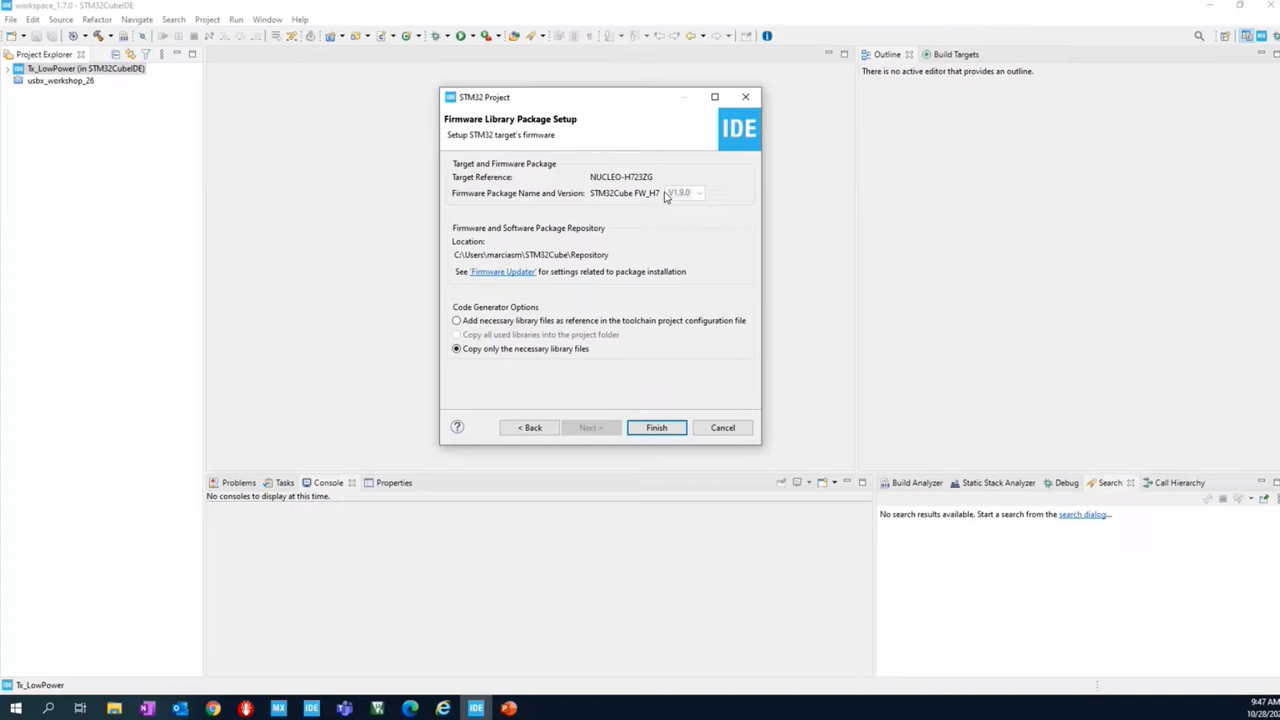 workspace_1.7.0 - STM32CubeIDE
File Edit Source Refactor Navigate Search Project Run Window Help
Project Explorer
Tx_LowPower (in STM32CubeIDE)
usbx_workshop_26
Outline Build Targets
There is no active editor that provides an outline.
IDE STM32 Project
Firmware Library Package Setup
Setup STM32 target's firmware
IDE
Target and Firmware Package
Target Reference: NUCLEO-H723ZG
Firmware Package Name and Version: STM32Cube FW_H7 V1.9.0
Firmware and Software Package Repository
Location:
C:\Users\marciasm\STM32Cube\Repository
See 'Firmware Updater' for settings related to package installation
Code Generator Options
Add necessary library files as reference in the toolchain project configuration file
Copy all used libraries into the project folder
Copy only the necessary library files
< Back Next > Finish Cancel
Problems Tasks Console Properties
No consoles to display at this time.
Build Analyzer Static Stack Analyzer Debug Search Call Hierarchy
No search results available. Start a search from the search dialog...
Tx_LowPower
MX IDE IDE
9:47 AM
10/28/20